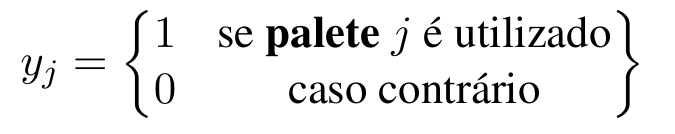 y_j = { 1 se palete j é utilizado }
0 caso contrário